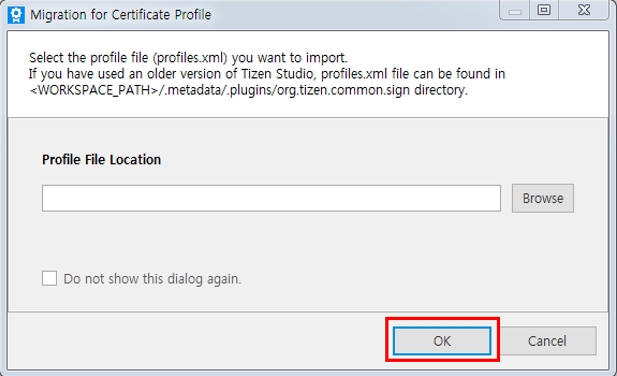 Migration for Certificate Profile
Select the profile file (profiles.xml) you want to import.
If you have used an older version of Tizen Studio, profiles.xml file can be found in
<WORKSPACE_PATH>/.metadata/.plugins/org.tizen.common.sign directory.
Profile File Location
Browse
Do not show this dialog again.
OK
Cancel